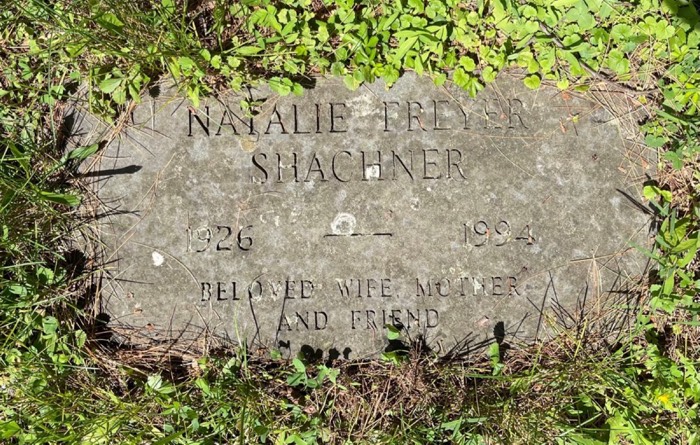 NATALIE FREYER
SHACHNER
1926 — 1994
BELOVED WIFE, MOTHER
AND FRIEND